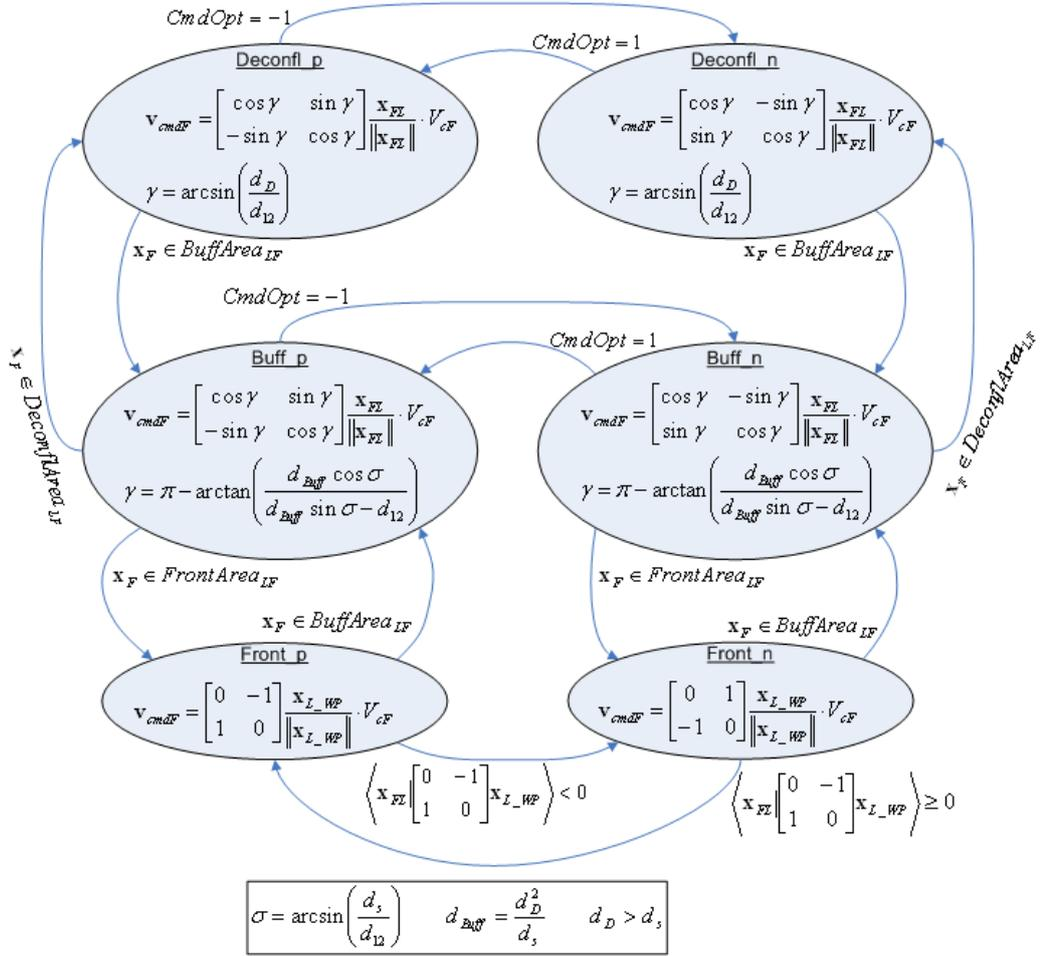 CmdOpt = −1
CmdOpt = 1
Deconfl_p
v_cmdF = [cos γ sin γ; −sin γ cos γ] x_FL/‖x_FL‖ · V_cF
γ = arcsin(d_D/d_12)
Deconfl_n
v_cmdF = [cos γ −sin γ; sin γ cos γ] x_FL/‖x_FL‖ · V_cF
γ = arcsin(d_D/d_12)
x_F ∈ BuffArea_LF
x_F ∈ BuffArea_LF
CmdOpt = −1
CmdOpt = 1
x_F ∈ DeconflArea_LF
x_F ∈ DeconflArea_LF
Buff_p
v_cmdF = [cos γ sin γ; −sin γ cos γ] x_FL/‖x_FL‖ · V_cF
γ = π − arctan(d_Buff cos σ/(d_Buff sin σ − d_12))
Buff_n
v_cmdF = [cos γ −sin γ; sin γ cos γ] x_FL/‖x_FL‖ · V_cF
γ = π − arctan(d_Buff cos σ/(d_Buff sin σ − d_12))
x_F ∈ FrontArea_LF
x_F ∈ FrontArea_LF
x_F ∈ BuffArea_LF
x_F ∈ BuffArea_LF
Front_p
v_cmdF = [0 −1; 1 0] x_L_WP/‖x_L_WP‖ · V_cF
Front_n
v_cmdF = [0 1; −1 0] x_L_WP/‖x_L_WP‖ · V_cF
⟨x_FL|[0 −1; 1 0] x_L_WP⟩ < 0
⟨x_FL|[0 −1; 1 0] x_L_WP⟩ ≥ 0
σ = arcsin(d_s/d_12) d_Buff = d_D^2/d_s d_D > d_s